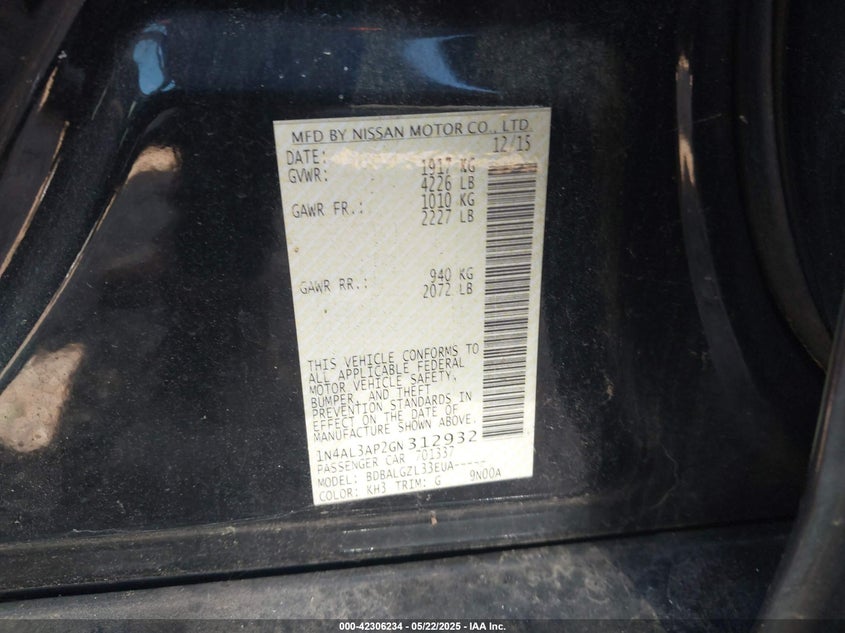 MFD BY NISSAN MOTOR CO., LTD.
DATE: 12/15
GVWR: 1917 KG
4226 LB
GAWR FR.: 1010 KG
2227 LB
GAWR RR.: 940 KG
2072 LB
THIS VEHICLE CONFORMS TO
ALL APPLICABLE FEDERAL
MOTOR VEHICLE SAFETY,
BUMPER, AND THEFT
PREVENTION STANDARDS IN
EFFECT ON THE DATE OF
MANUFACTURE SHOWN ABOVE.
1N4AL3AP2GN312932
PASSENGER CAR 701337
MODEL: BDBALGZL33EUA-----
COLOR: KH3 TRIM: G 9N00A
000-42306234 - 05/22/2025 - IAA Inc.